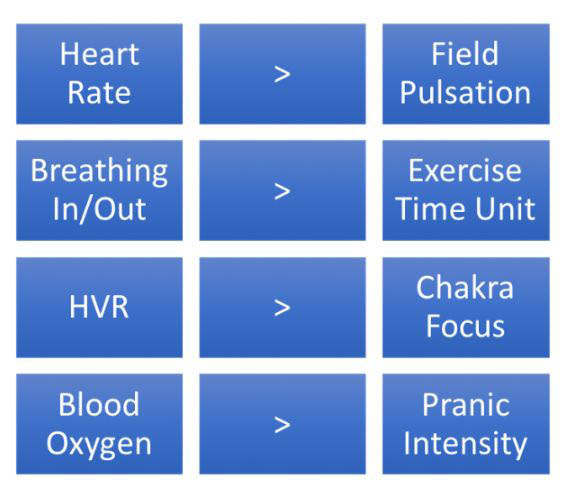 Heart
Rate
>
Field
Pulsation
Breathing
In/Out
>
Exercise
Time Unit
HVR
>
Chakra
Focus
Blood
Oxygen
>
Pranic
Intensity